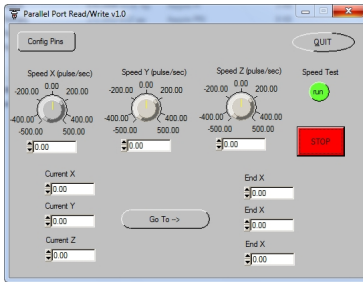 Parallel Port Read/Write v1.0
Config Pins
QUIT
Speed X (pulse/sec) Speed Y (pulse/sec) Speed Z (pulse/sec) Speed Test
0.00 0.00 0.00
-200.00 200.00 -200.00 200.00 -200.00 200.00
run
-400.00 400.00 -400.00 400.00 -400.00 400.00
-500.00 500.00 -500.00 500.00 -500.00 500.00
STOP
0.00 0.00 0.00
Current X End X
0.00 0.00
Current Y End X
0.00 Go To --> 0.00
Current Z End X
0.00 0.00